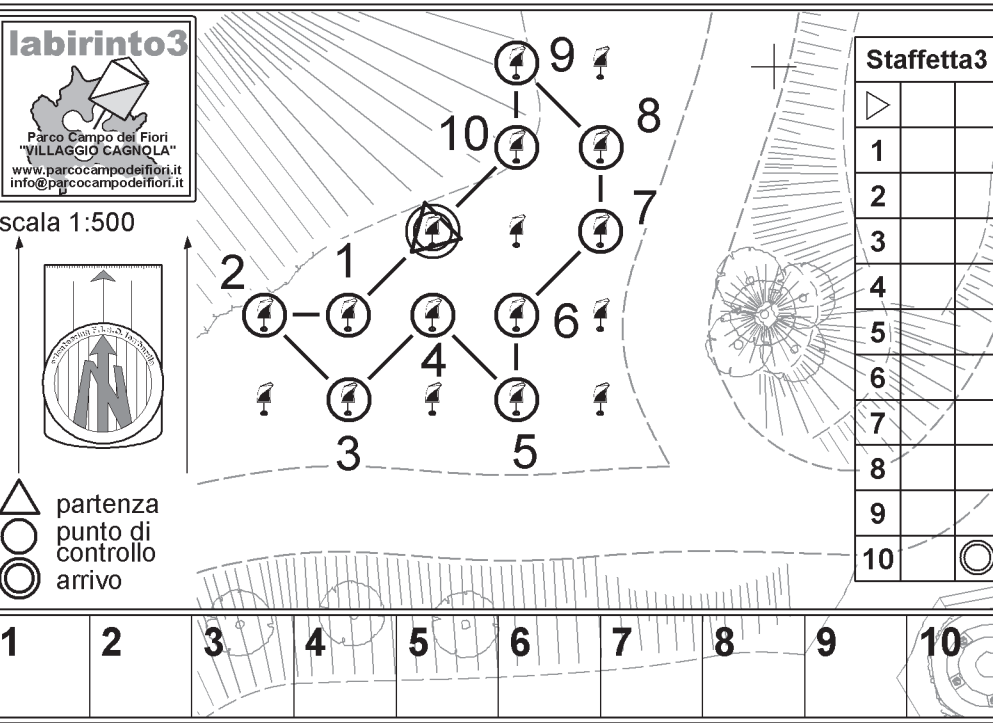 labirinto3
Parco Campo dei Fiori
"VILLAGGIO CAGNOLA"
www.parcocampodeifiori.it
info@parcocampodeifiori.it
scala 1:500
N
partenza
punto di
controllo
arrivo
9
8
10
7
1
2
6
4
3
5
Staffetta3
1
2
3
4
5
6
7
8
9
10
1 2 3 4 5 6 7 8 9 10